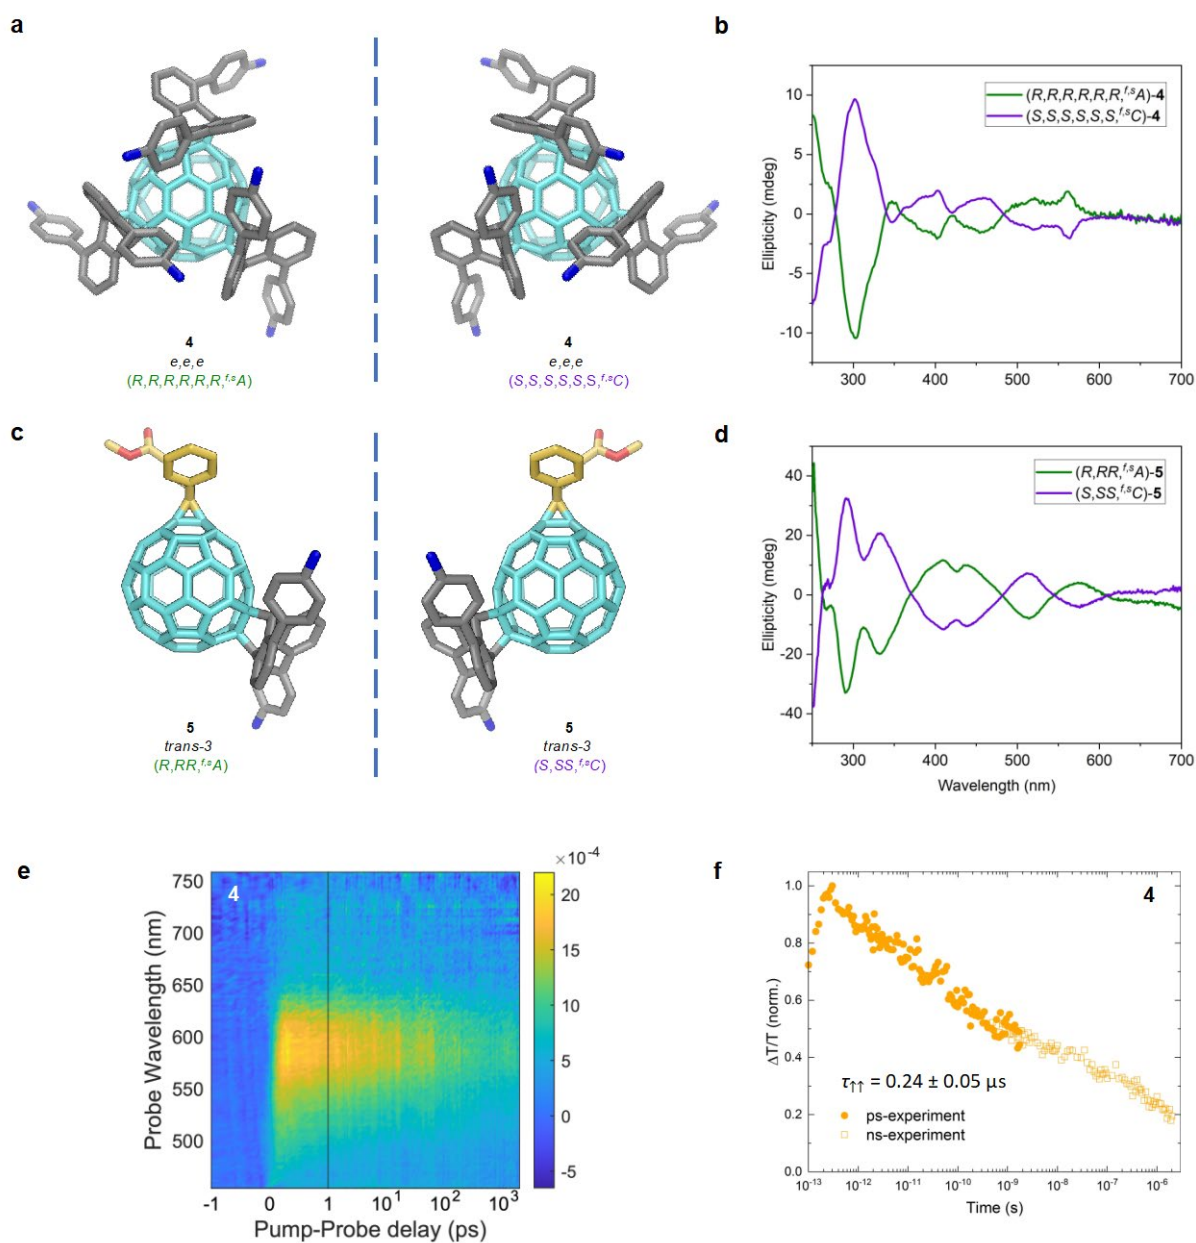 a
4
e,e,e
(R,R,R,R,R,R,f,sA)
4
e,e,e
(S,S,S,S,S,S,f,sC)
b
(R,R,R,R,R,R,f,sA)-4
(S,S,S,S,S,S,f,sC)-4
Ellipticity (mdeg)
10
5
0
-5
-10
300 400 500 600 700
c
5
trans-3
(R,RR,f,sA)
5
trans-3
(S,SS,f,sC)
d
(R,RR,f,sA)-5
(S,SS,f,sC)-5
Ellipticity (mdeg)
40
20
0
-20
-40
300 400 500 600 700
Wavelength (nm)
e
4
×10-4
Probe Wavelength (nm)
750
700
650
600
550
500
-1 0 1 10¹ 10² 10³
Pump-Probe delay (ps)
20
15
10
5
0
-5
f
4
ΔT/T (norm.)
1.0
0.8
0.6
0.4
0.2
0.0
τ↑↑ = 0.24 ± 0.05 µs
ps-experiment
ns-experiment
10-13 10-12 10-11 10-10 10-9 10-8 10-7 10-6
Time (s)